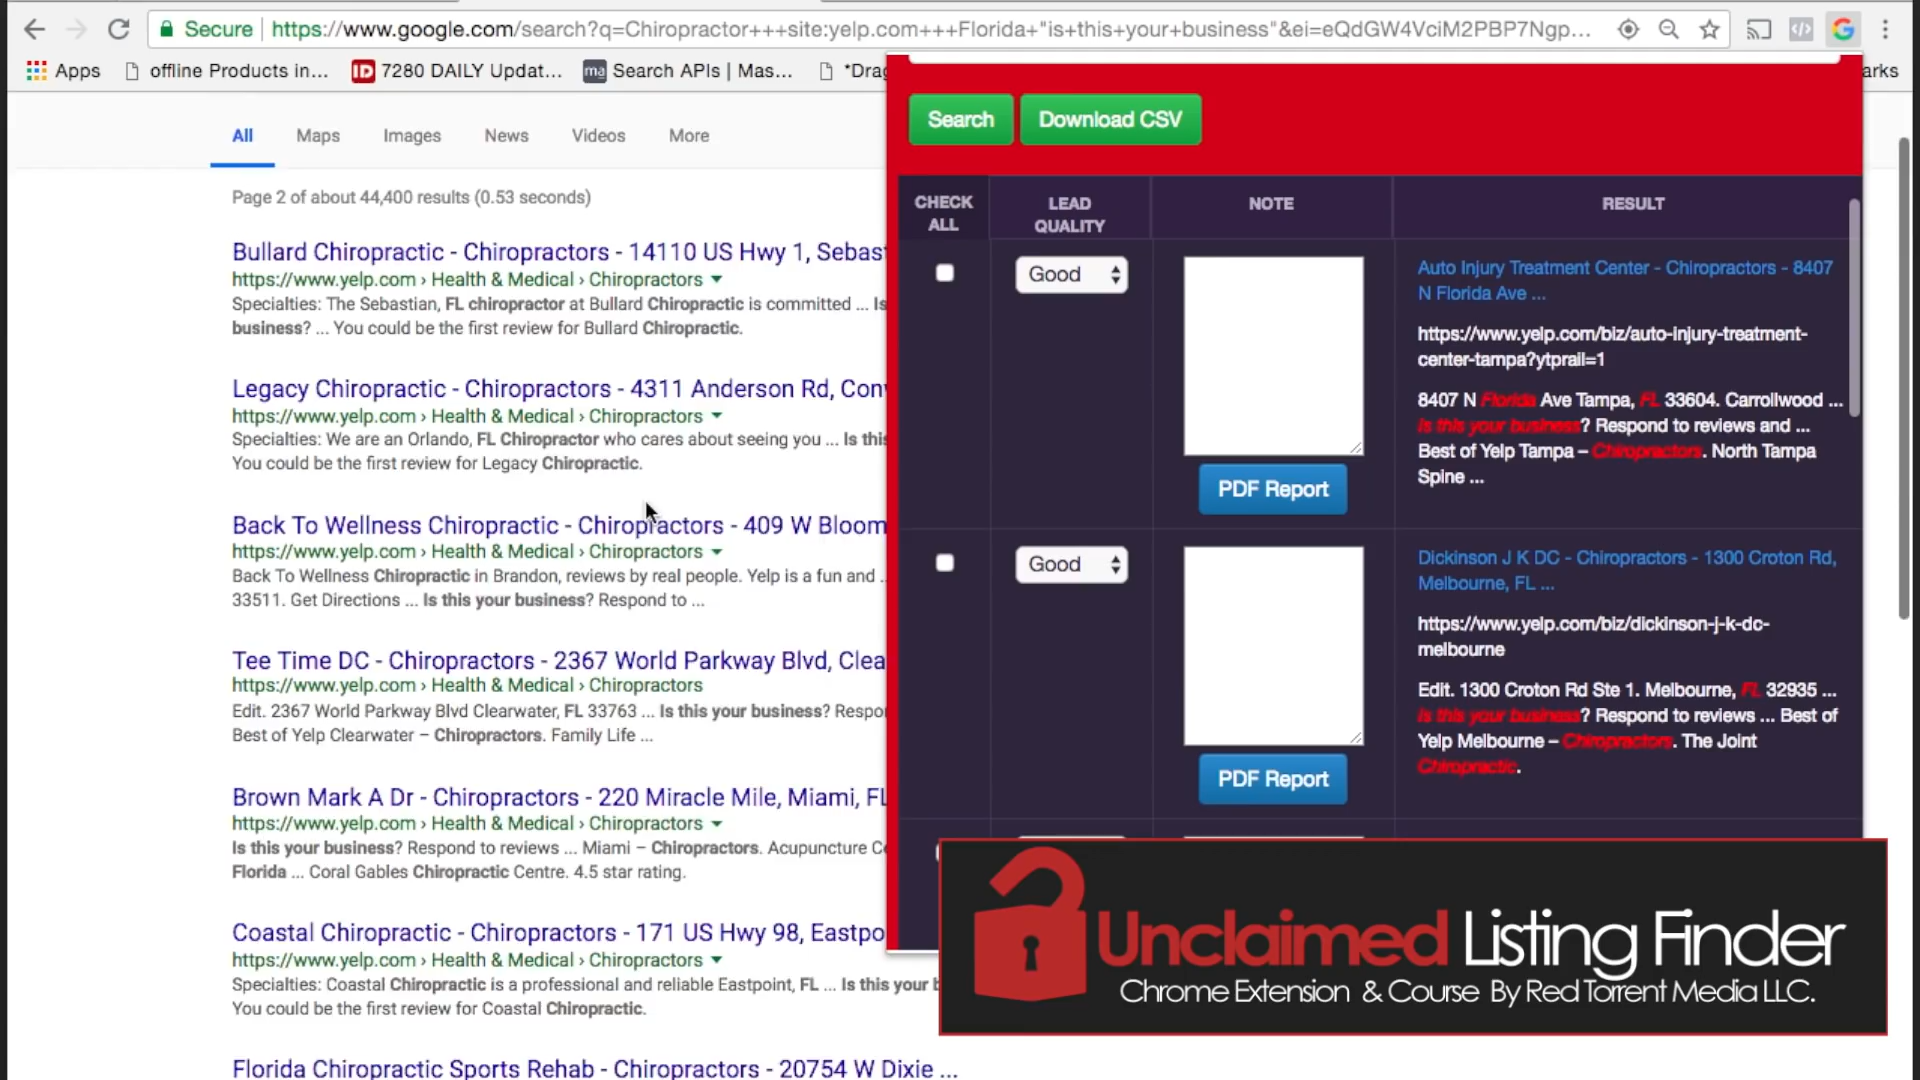 Secure
https://www.google.com/search?q=Chiropractor+++site:yelp.com+++Florida+"is+this+your+business"&ei=eQdGW4VciM2PBP7Ngp...
Apps
offline Products in...
7280 DAILY Updat...
ma
Search APIs | Mas...
*Drag
arks
All
Maps
Images
News
Videos
More
Page 2 of about 44,400 results (0.53 seconds)
Bullard Chiropractic - Chiropractors - 14110 US Hwy 1, Sebast
https://www.yelp.com › Health & Medical › Chiropractors
Specialties: The Sebastian, FL chiropractor at Bullard Chiropractic is committed ... Is
business? ... You could be the first review for Bullard Chiropractic.
Legacy Chiropractic - Chiropractors - 4311 Anderson Rd, Con
https://www.yelp.com › Health & Medical › Chiropractors
Specialties: We are an Orlando, FL Chiropractor who cares about seeing you ... Is this
You could be the first review for Legacy Chiropractic.
Back To Wellness Chiropractic - Chiropractors - 409 W Bloom
https://www.yelp.com › Health & Medical › Chiropractors
Back To Wellness Chiropractic in Brandon, reviews by real people. Yelp is a fun and ..
33511. Get Directions ... Is this your business? Respond to ...
Tee Time DC - Chiropractors - 2367 World Parkway Blvd, Clea
https://www.yelp.com › Health & Medical › Chiropractors
Edit. 2367 World Parkway Blvd Clearwater, FL 33763 ... Is this your business? Respo
Best of Yelp Clearwater – Chiropractors. Family Life ...
Brown Mark A Dr - Chiropractors - 220 Miracle Mile, Miami, FL
https://www.yelp.com › Health & Medical › Chiropractors
Is this your business? Respond to reviews ... Miami – Chiropractors. Acupuncture Ce
Florida ... Coral Gables Chiropractic Centre. 4.5 star rating.
Coastal Chiropractic - Chiropractors - 171 US Hwy 98, Eastpo
https://www.yelp.com › Health & Medical › Chiropractors
Specialties: Coastal Chiropractic is a professional and reliable Eastpoint, FL ... Is this your b
You could be the first review for Coastal Chiropractic.
Florida Chiropractic Sports Rehab - Chiropractors - 20754 W Dixie ...
Search
Download CSV
CHECK
ALL
LEAD
QUALITY
NOTE
RESULT
Good
PDF Report
Auto Injury Treatment Center - Chiropractors - 8407
N Florida Ave ...
https://www.yelp.com/biz/auto-injury-treatment-
center-tampa?ytprail=1
8407 N Florida Ave Tampa, FL 33604. Carrollwood ...
Is this your business? Respond to reviews and ...
Best of Yelp Tampa – Chiropractors. North Tampa
Spine ...
Good
PDF Report
Dickinson J K DC - Chiropractors - 1300 Croton Rd,
Melbourne, FL ...
https://www.yelp.com/biz/dickinson-j-k-dc-
melbourne
Edit. 1300 Croton Rd Ste 1. Melbourne, FL 32935 ...
Is this your business? Respond to reviews ... Best of
Yelp Melbourne – Chiropractors. The Joint
Chiropractic.
Unclaimed Listing Finder
Chrome Extension & Course By Red Torrent Media LLC.